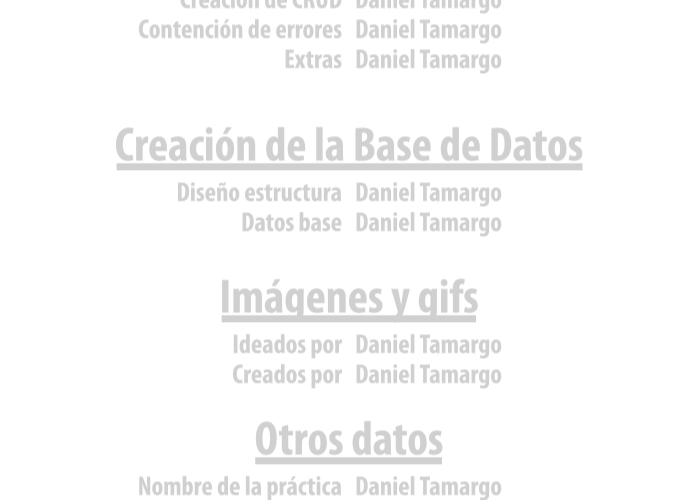 Creación de CRUD Daniel Tamargo
Contención de errores Daniel Tamargo
Extras Daniel Tamargo
Creación de la Base de Datos
Diseño estructura Daniel Tamargo
Datos base Daniel Tamargo
Imágenes y gifs
Ideados por Daniel Tamargo
Creados por Daniel Tamargo
Otros datos
Nombre de la práctica Daniel Tamargo